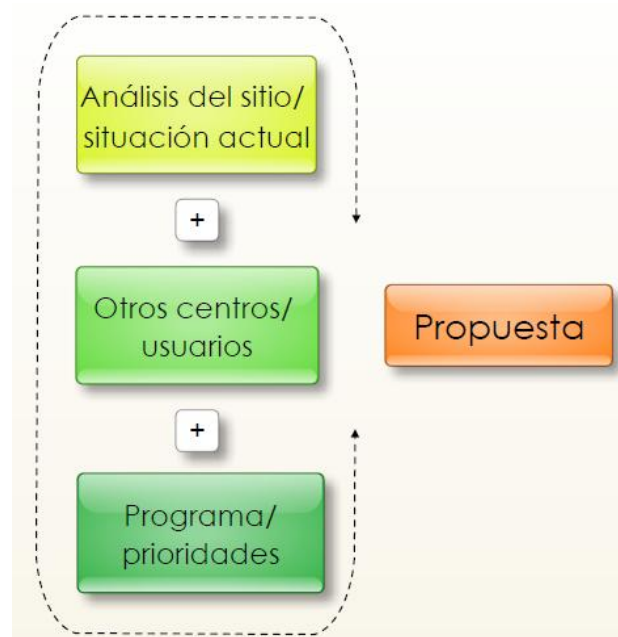 Análisis del sitio/
situación actual
+
Otros centros/
usuarios
+
Programa/
prioridades
Propuesta